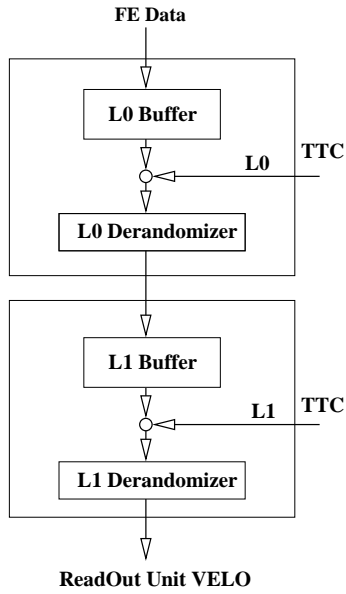 FE Data
L0 Buffer
TTC
L0
L0 Derandomizer
L1 Buffer
TTC
L1
L1 Derandomizer
ReadOut Unit VELO